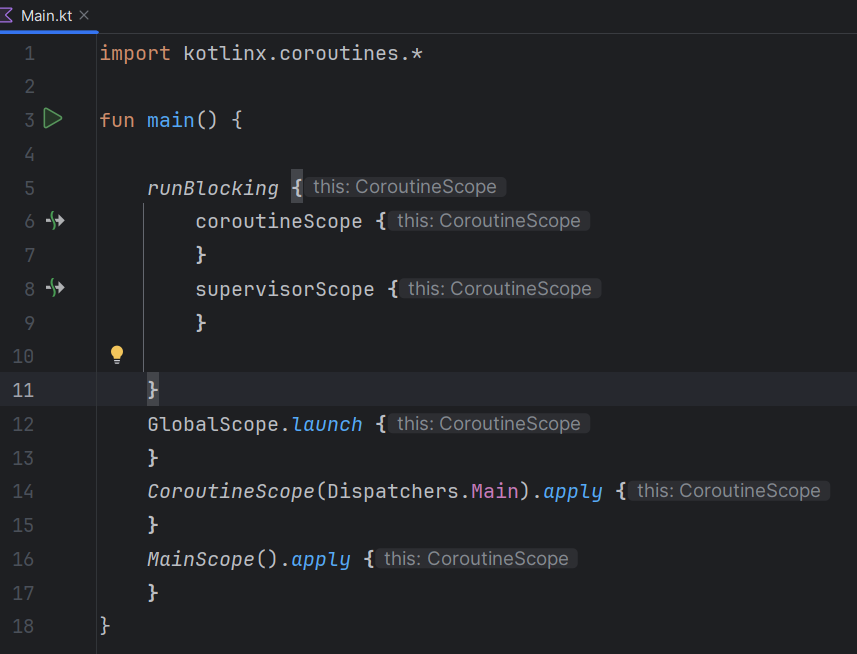 Main.kt
1 import kotlinx.coroutines.*
2
3 fun main() {
4
5 runBlocking { this: CoroutineScope
6 coroutineScope { this: CoroutineScope
7 }
8 supervisorScope { this: CoroutineScope
9 }
10
11 }
12 GlobalScope.launch { this: CoroutineScope
13 }
14 CoroutineScope(Dispatchers.Main).apply { this: CoroutineScope
15 }
16 MainScope().apply { this: CoroutineScope
17 }
18 }